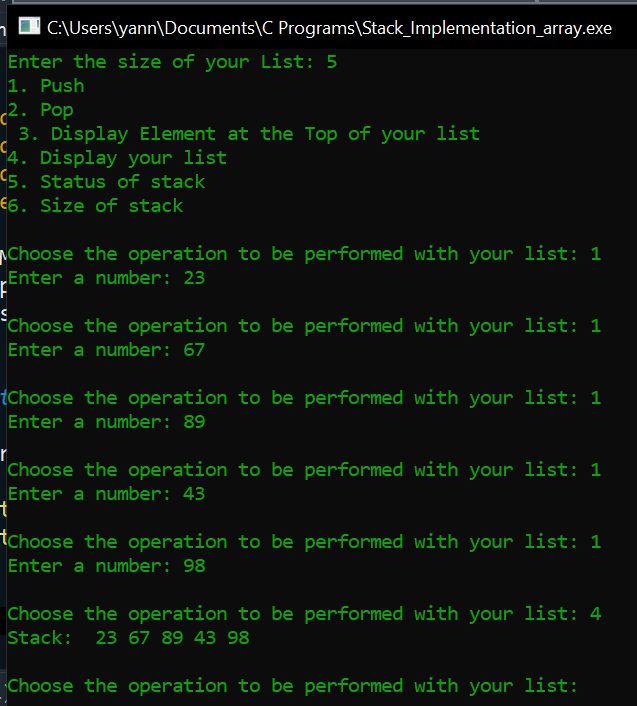 C:\Users\yann\Documents\C Programs\Stack_Implementation_array.exe
Enter the size of your List: 5
1. Push
2. Pop
 3. Display Element at the Top of your list
4. Display your list
5. Status of stack
6. Size of stack
Choose the operation to be performed with your list: 1
Enter a number: 23
Choose the operation to be performed with your list: 1
Enter a number: 67
Choose the operation to be performed with your list: 1
Enter a number: 89
Choose the operation to be performed with your list: 1
Enter a number: 43
Choose the operation to be performed with your list: 1
Enter a number: 98
Choose the operation to be performed with your list: 4
Stack:  23 67 89 43 98
Choose the operation to be performed with your list: